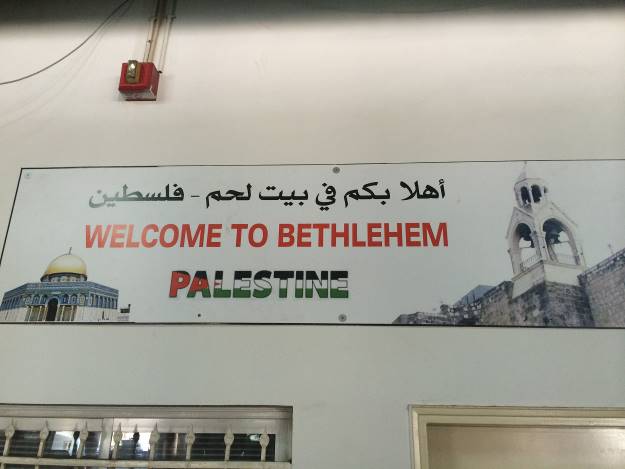 أهلا بكم في بيت لحم - فلسطين
WELCOME TO BETHLEHEM
PALESTINE